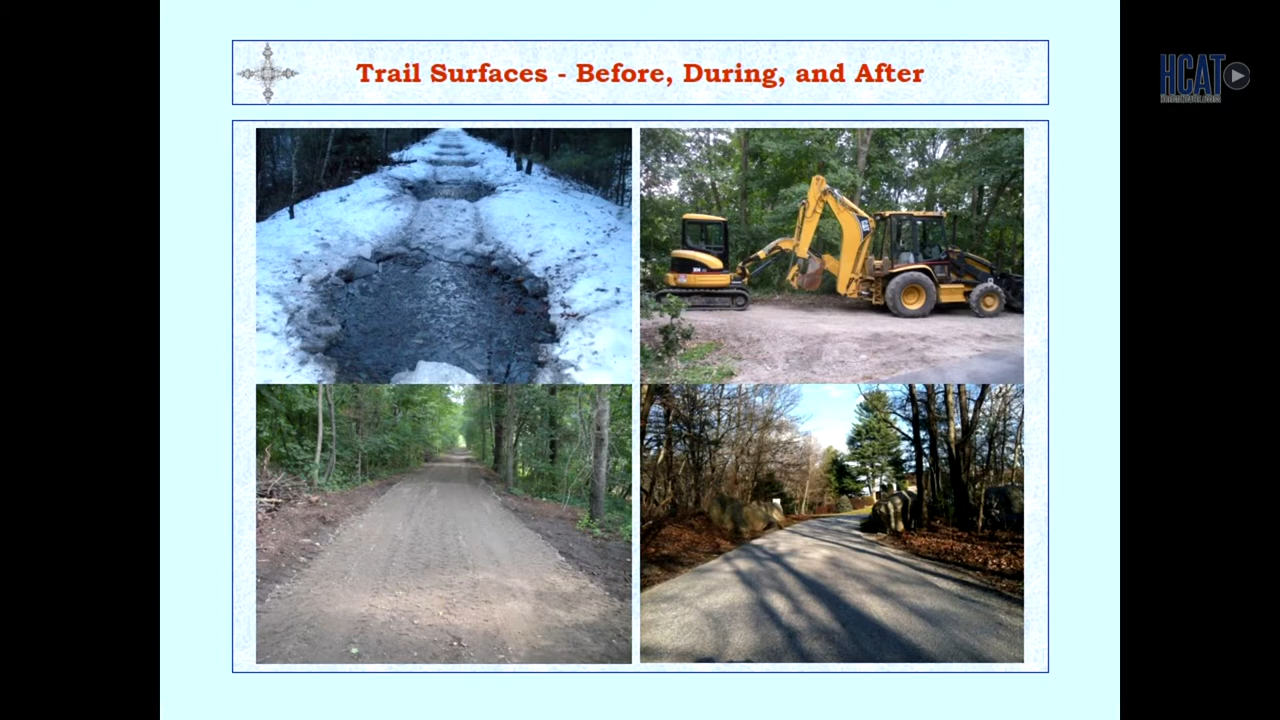 Trail Surfaces - Before, During, and After
HCAT